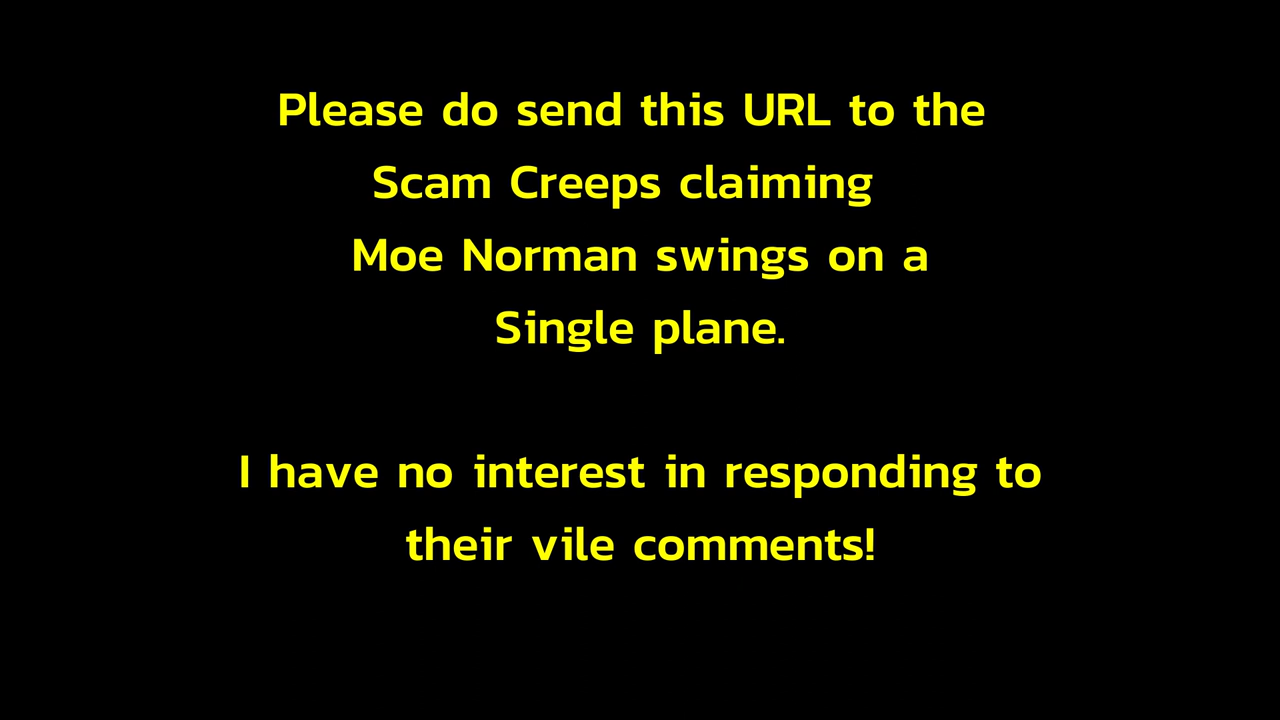 Please do send this URL to the
Scam Creeps claiming
Moe Norman swings on a
Single plane.
I have no interest in responding to
their vile comments!